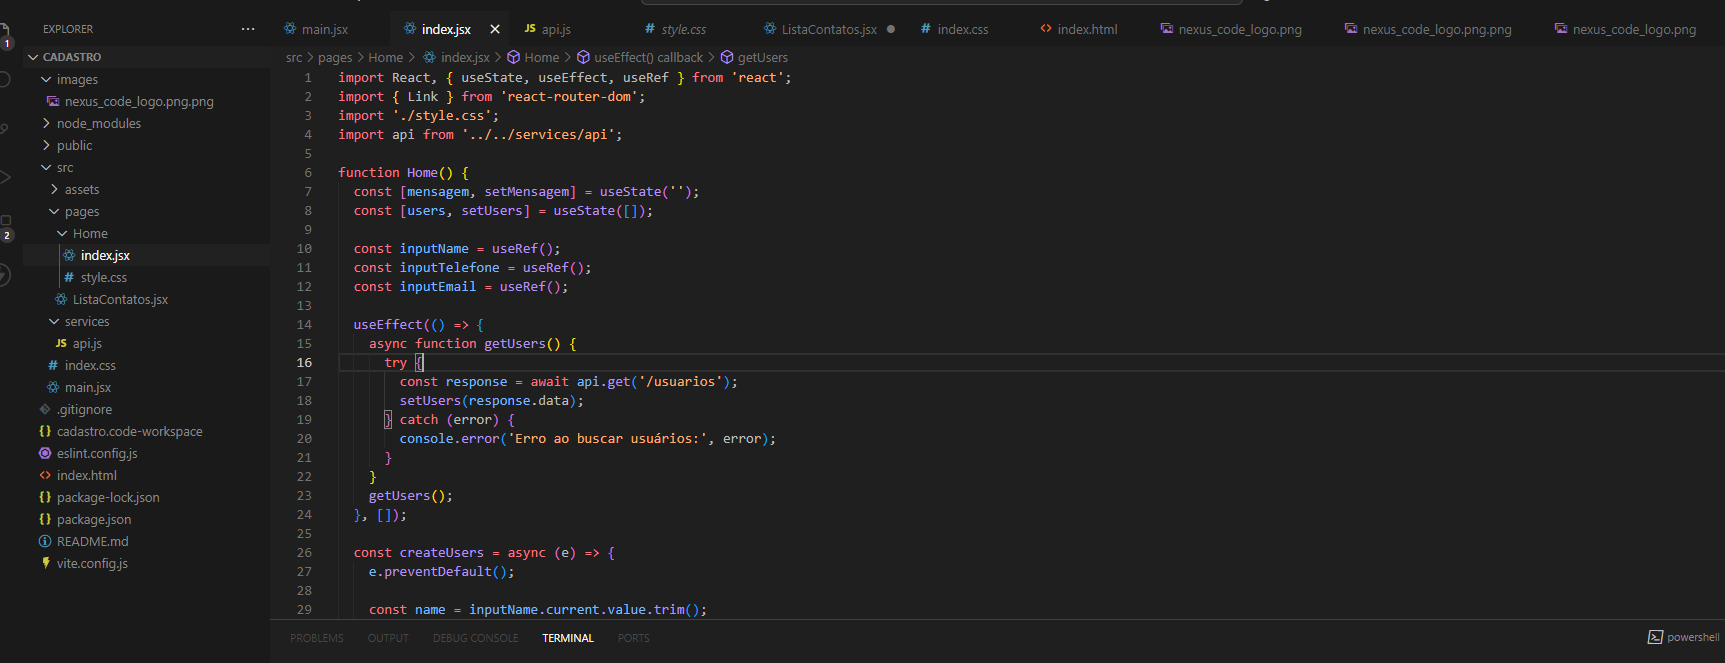 EXPLORER
···
CADASTRO
images
nexus_code_logo.png.png
node_modules
public
src
assets
pages
Home
index.jsx
# style.css
ListaContatos.jsx
services
JS api.js
# index.css
main.jsx
.gitignore
{} cadastro.code-workspace
eslint.config.js
<> index.html
{} package-lock.json
{} package.json
README.md
vite.config.js
1
2
main.jsx
index.jsx
JS api.js
# style.css
ListaContatos.jsx
# index.css
<> index.html
nexus_code_logo.png
nexus_code_logo.png.png
nexus_code_logo.png
src > pages > Home > index.jsx > Home > useEffect() callback > getUsers
1 import React, { useState, useEffect, useRef } from 'react';
2 import { Link } from 'react-router-dom';
3 import './style.css';
4 import api from '../../services/api';
5
6 function Home() {
7 const [mensagem, setMensagem] = useState('');
8 const [users, setUsers] = useState([]);
9
10 const inputName = useRef();
11 const inputTelefone = useRef();
12 const inputEmail = useRef();
13
14 useEffect(() => {
15 async function getUsers() {
16 try {
17 const response = await api.get('/usuarios');
18 setUsers(response.data);
19 } catch (error) {
20 console.error('Erro ao buscar usuários:', error);
21 }
22 }
23 getUsers();
24 }, []);
25
26 const createUsers = async (e) => {
27 e.preventDefault();
28
29 const name = inputName.current.value.trim();
PROBLEMS OUTPUT DEBUG CONSOLE TERMINAL PORTS
powershell